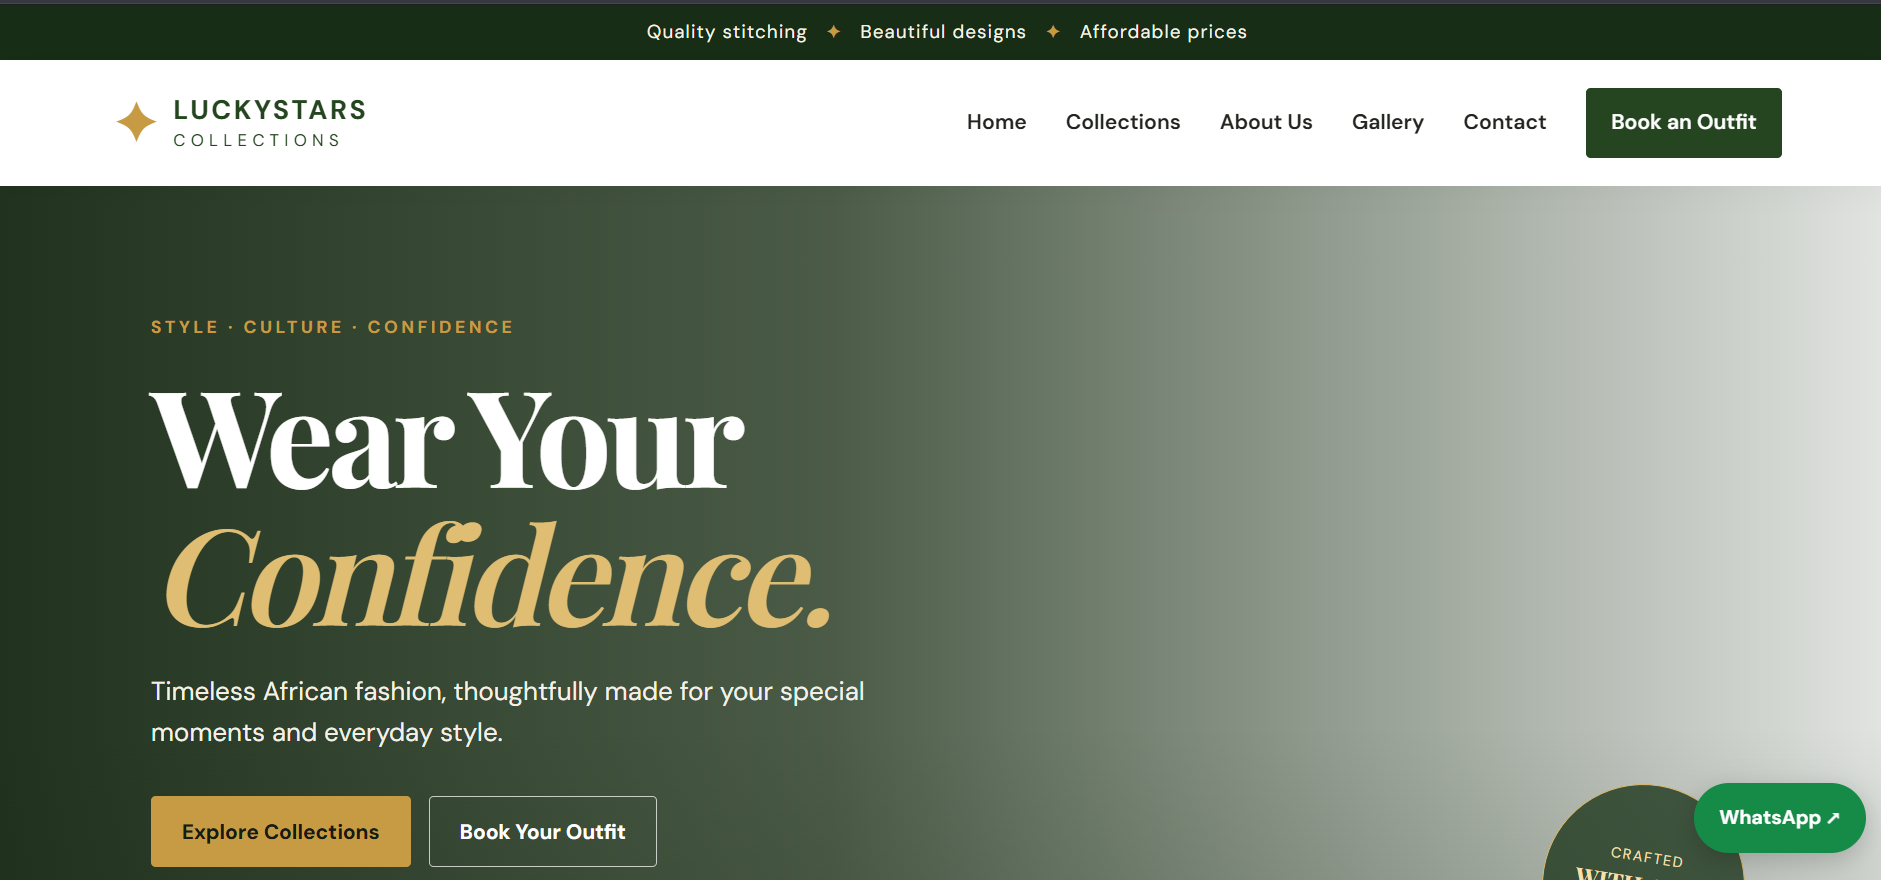 Quality stitching ✦ Beautiful designs ✦ Affordable prices
LUCKYSTARS
COLLECTIONS
Home Collections About Us Gallery Contact Book an Outfit
STYLE · CULTURE · CONFIDENCE
Wear Your
Confidence.
Timeless African fashion, thoughtfully made for your special
moments and everyday style.
Explore Collections Book Your Outfit
WhatsApp ↗
CRAFTED